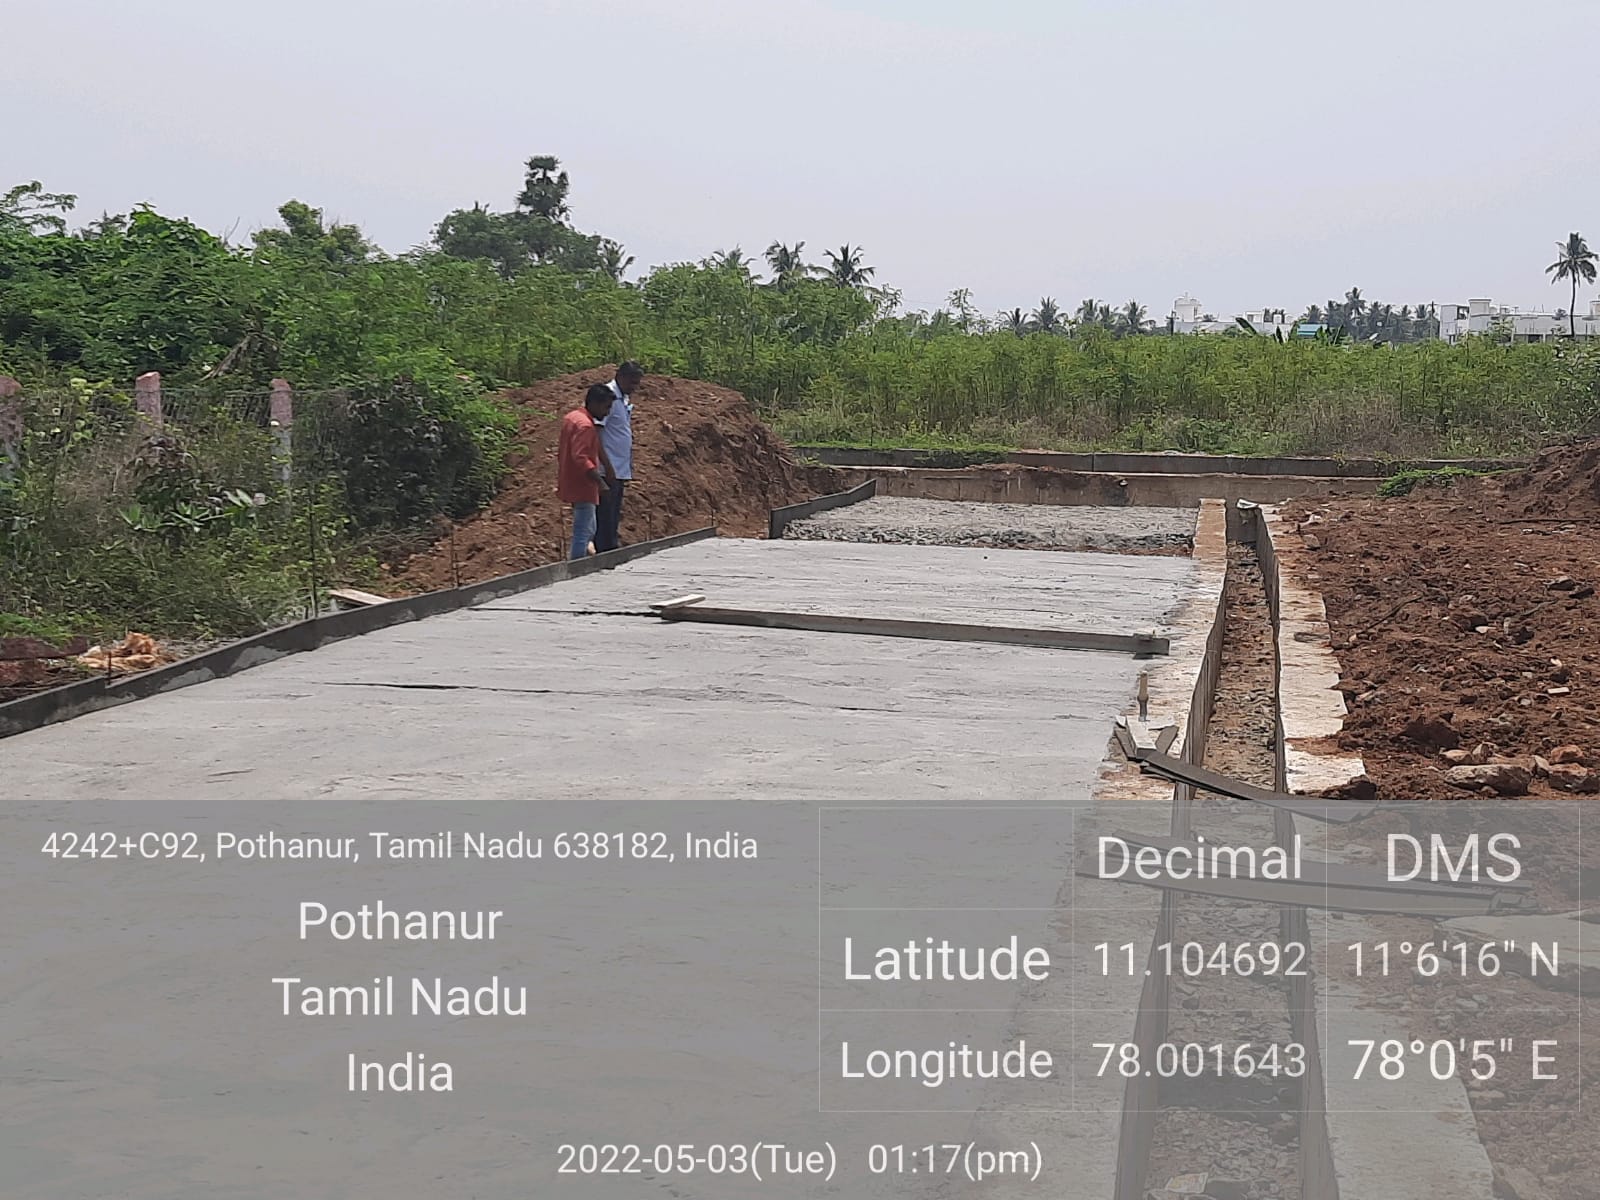 4242+C92, Pothanur, Tamil Nadu 638182, India
Pothanur
Tamil Nadu
India
Decimal DMS
Latitude 11.104692 11°6'16" N
Longitude 78.001643 78°0'5" E
2022-05-03(Tue) 01:17(pm)